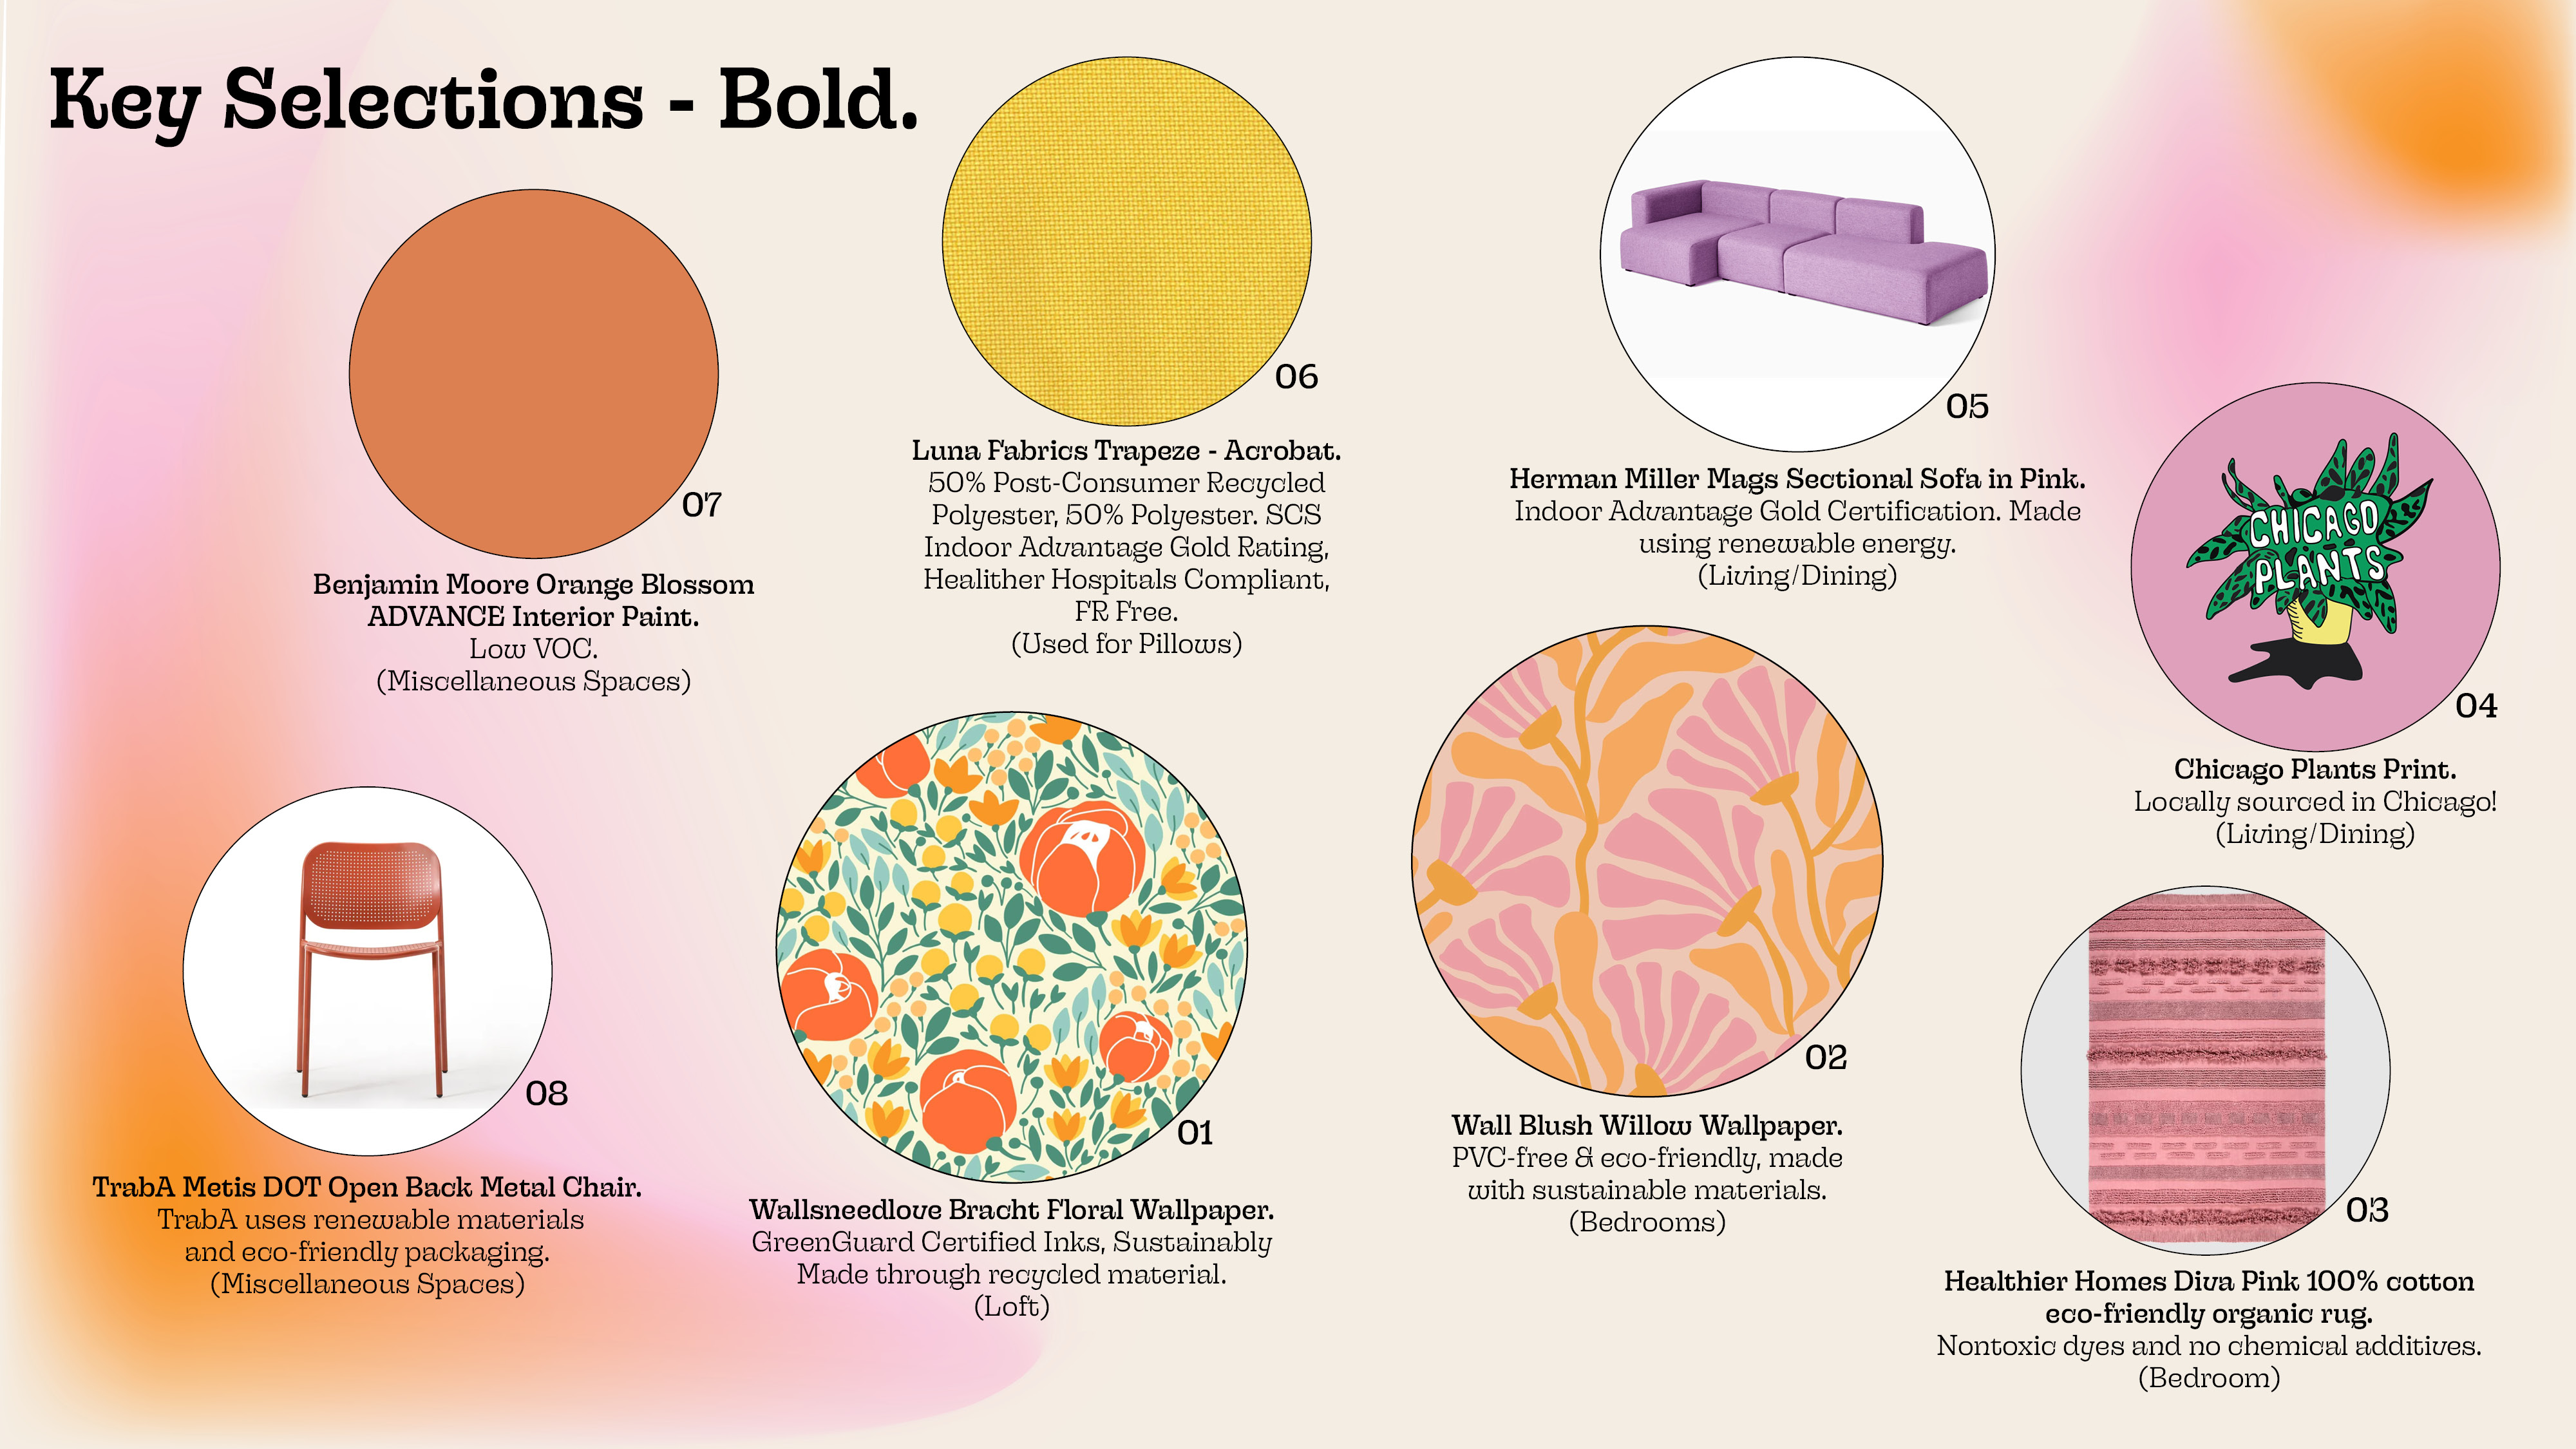 Key Selections - Bold.
07
Benjamin Moore Orange Blossom
ADVANCE Interior Paint.
Low VOC.
(Miscellaneous Spaces)
06
Luna Fabrics Trapeze - Acrobat.
50% Post-Consumer Recycled
Polyester, 50% Polyester. SCS
Indoor Advantage Gold Rating,
Healither Hospitals Compliant,
FR Free.
(Used for Pillows)
05
Herman Miller Mags Sectional Sofa in Pink.
Indoor Advantage Gold Certification. Made
using renewable energy.
(Living/Dining)
CHICAGO
PLANTS
04
Chicago Plants Print.
Locally sourced in Chicago!
(Living/Dining)
08
TrabA Metis DOT Open Back Metal Chair.
TrabA uses renewable materials
and eco-friendly packaging.
(Miscellaneous Spaces)
01
Wallsneedlove Bracht Floral Wallpaper.
GreenGuard Certified Inks, Sustainably
Made through recycled material.
(Loft)
02
Wall Blush Willow Wallpaper.
PVC-free & eco-friendly, made
with sustainable materials.
(Bedrooms)
03
Healthier Homes Diva Pink 100% cotton
eco-friendly organic rug.
Nontoxic dyes and no chemical additives.
(Bedroom)